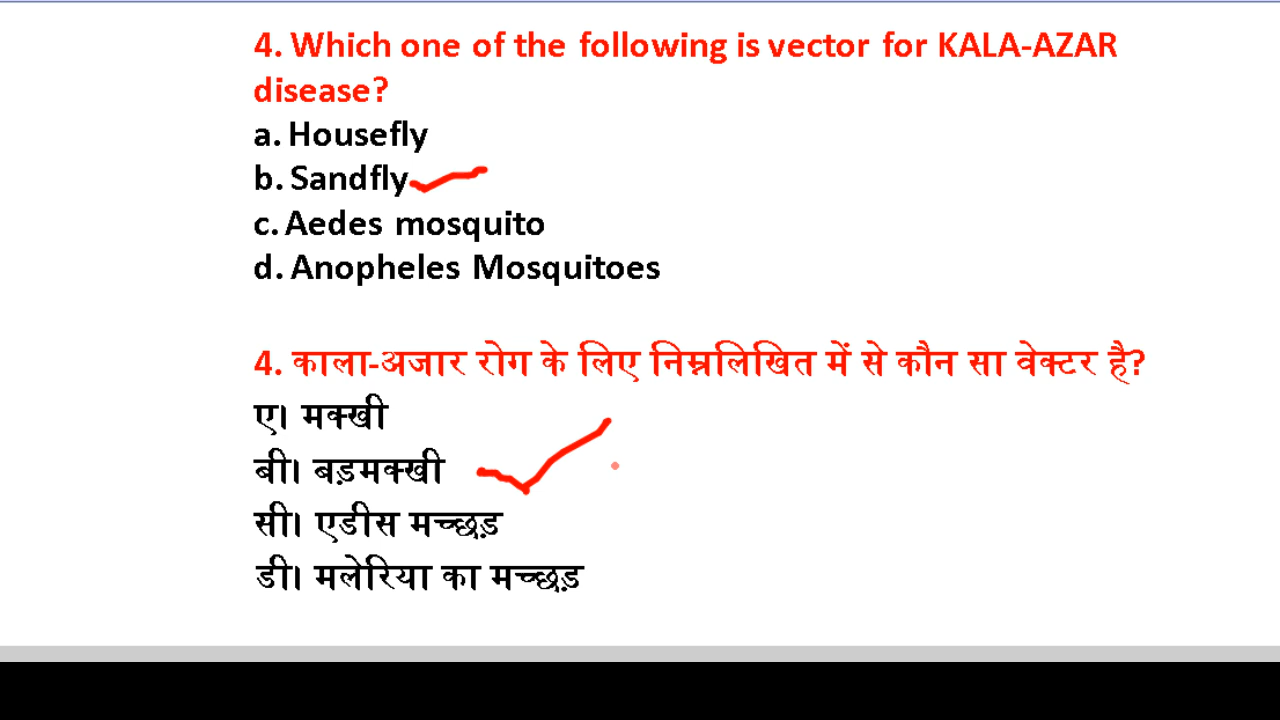 4. Which one of the following is vector for KALA-AZAR
disease?
a. Housefly
b. Sandfly
c. Aedes mosquito
d. Anopheles Mosquitoes
4. काला-अजार रोग के लिए निम्नलिखित में से कौन सा वेक्टर है?
ए। मक्खी
बी। बड़मक्खी
सी। एडीस मच्छड़
डी। मलेरिया का मच्छड़